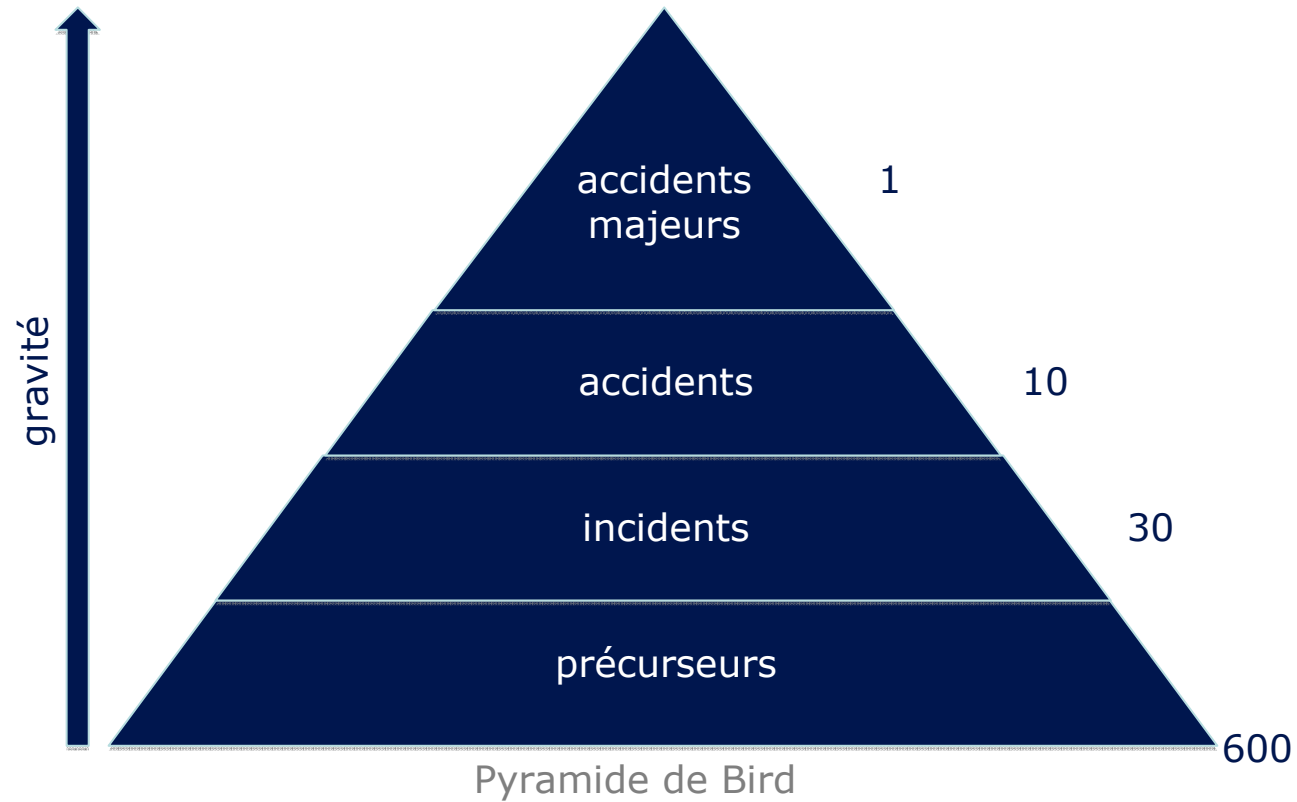 gravité
accidents
majeurs
1
accidents
10
incidents
30
précurseurs
600
Pyramide de Bird